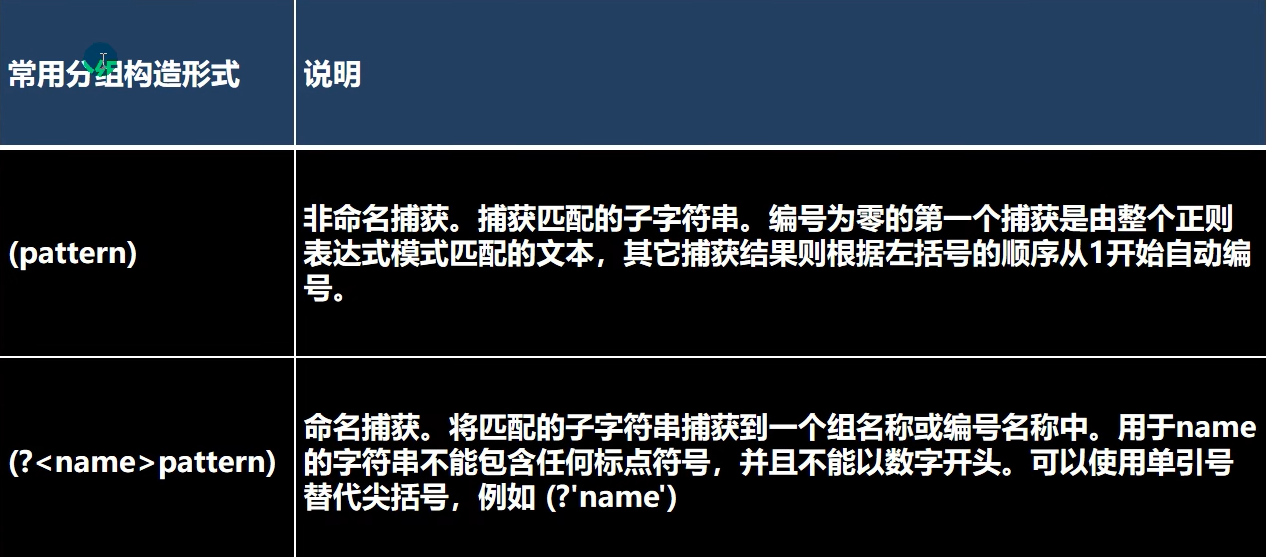 常用分组构造形式
说明
(pattern)
非命名捕获。捕获匹配的子字符串。编号为零的第一个捕获是由整个正则
表达式模式匹配的文本，其它捕获结果则根据左括号的顺序从1开始自动编
号。
(?<name>pattern)
命名捕获。将匹配的子字符串捕获到一个组名称或编号名称中。用于name
的字符串不能包含任何标点符号，并且不能以数字开头。可以使用单引号
替代尖括号，例如 (?'name')